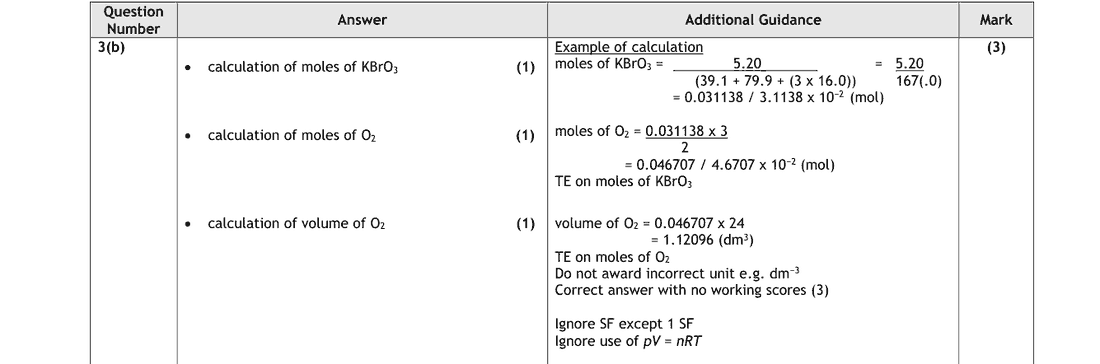 Question Number Answer Additional Guidance Mark
3(b) Example of calculation (3)
• calculation of moles of KBrO₃ (1) moles of KBrO₃ = 5.20 = 5.20
(39.1 + 79.9 + (3 x 16.0)) 167(.0)
= 0.031138 / 3.1138 x 10⁻² (mol)
• calculation of moles of O₂ (1) moles of O₂ = 0.031138 x 3
2
= 0.046707 / 4.6707 x 10⁻² (mol)
TE on moles of KBrO₃
• calculation of volume of O₂ (1) volume of O₂ = 0.046707 x 24
= 1.12096 (dm³)
TE on moles of O₂
Do not award incorrect unit e.g. dm⁻³
Correct answer with no working scores (3)
Ignore SF except 1 SF
Ignore use of pV = nRT